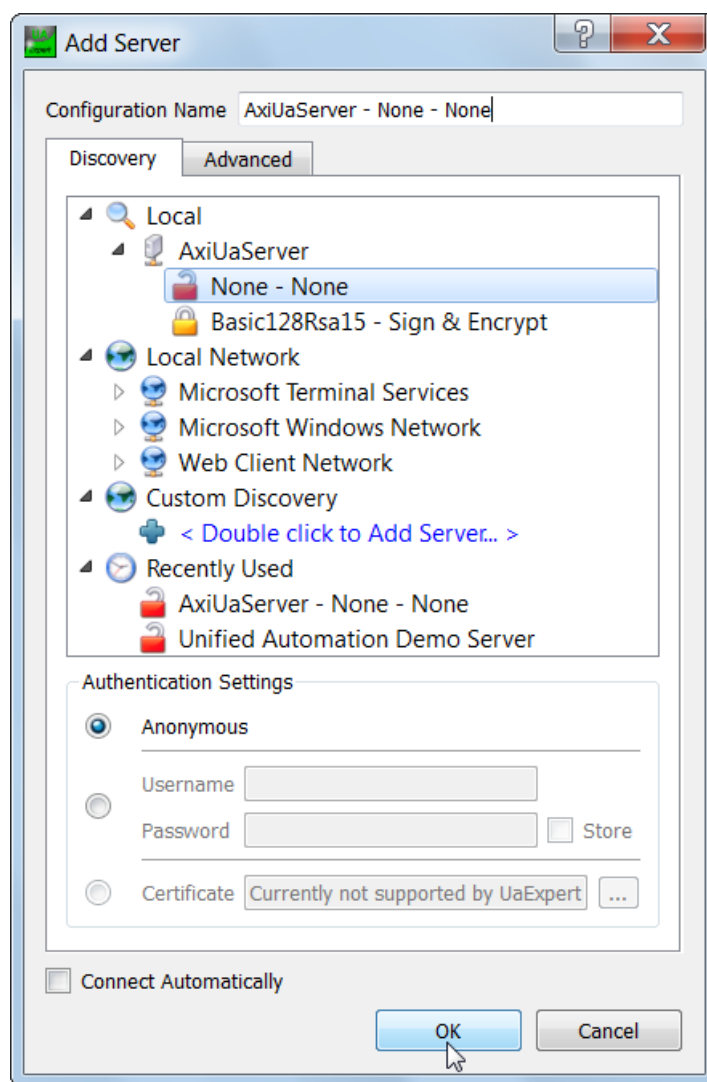 Add Server
Configuration Name AxiUaServer - None - None
Discovery Advanced
Local
AxiUaServer
None - None
Basic128Rsa15 - Sign & Encrypt
Local Network
Microsoft Terminal Services
Microsoft Windows Network
Web Client Network
Custom Discovery
< Double click to Add Server... >
Recently Used
AxiUaServer - None - None
Unified Automation Demo Server
Authentication Settings
Anonymous
Username
Password Store
Certificate Currently not supported by UaExpert ...
Connect Automatically
OK Cancel